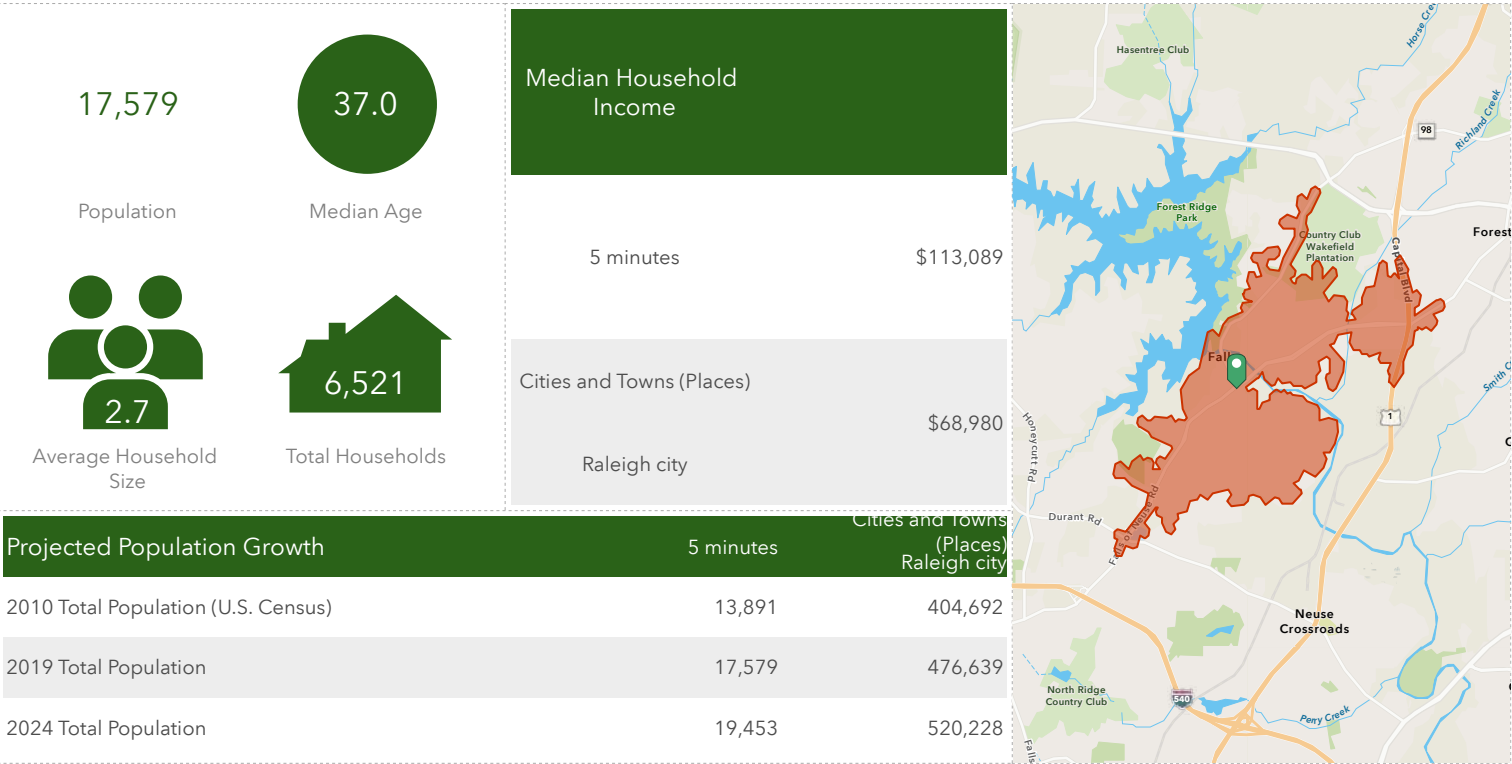 17,579
Population
37.0
Median Age
2.7
Average Household
Size
6,521
Total Households
Median Household
Income
5 minutes $113,089
Cities and Towns (Places)
$68,980
Raleigh city
Projected Population Growth 5 minutes Cities and Towns
(Places)
Raleigh city
2010 Total Population (U.S. Census) 13,891 404,692
2019 Total Population 17,579 476,639
2024 Total Population 19,453 520,228
Hasentree Club
98
Richland Creek
Forest Ridge
Park
Country Club
Wakefield
Plantation
Capital Blvd
Forest
1
Honeycutt Rd
Durant Rd
Falls of Neuse Rd
Neuse
Crossroads
North Ridge
Country Club
540
Perry Creek
Falls